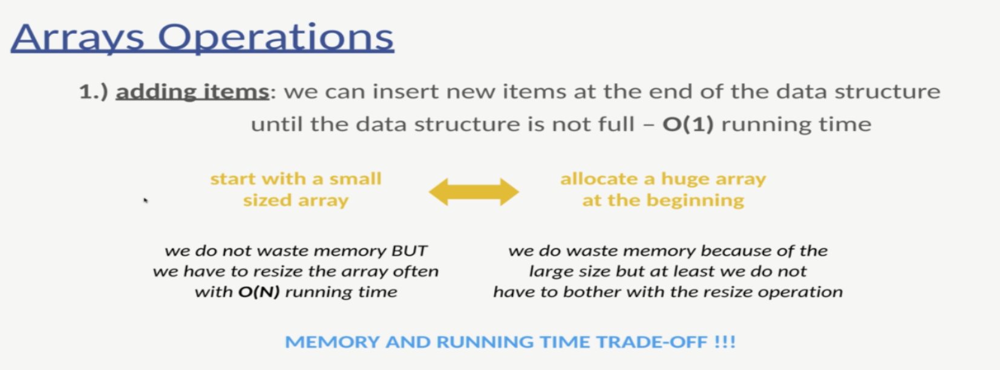 Arrays Operations
1.) adding items: we can insert new items at the end of the data structure
until the data structure is not full – O(1) running time
start with a small
sized array
allocate a huge array
at the beginning
we do not waste memory BUT
we have to resize the array often
with O(N) running time
we do waste memory because of the
large size but at least we do not
have to bother with the resize operation
MEMORY AND RUNNING TIME TRADE-OFF !!!